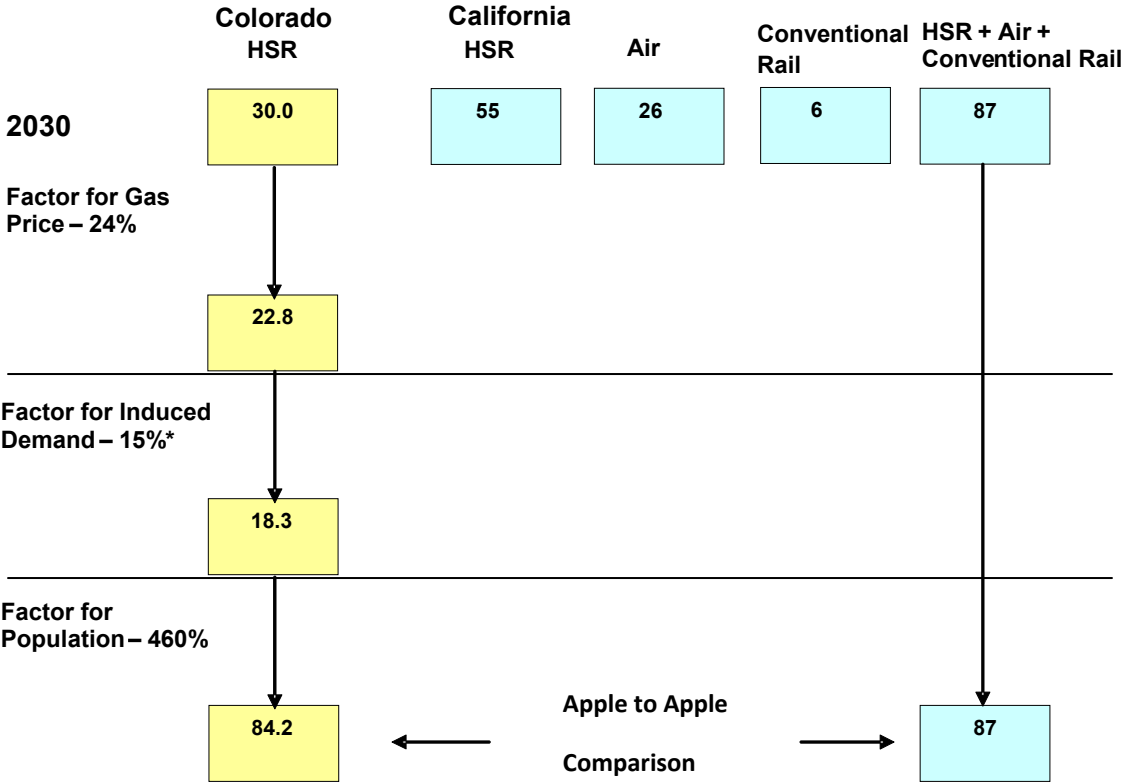 Colorado
HSR
California
HSR
Air
Conventional
Rail
HSR + Air +
Conventional Rail
2030
30.0
55
26
6
87
Factor for Gas
Price – 24%
22.8
Factor for Induced
Demand – 15%*
18.3
Factor for
Population – 460%
84.2
Apple to Apple
Comparison
87